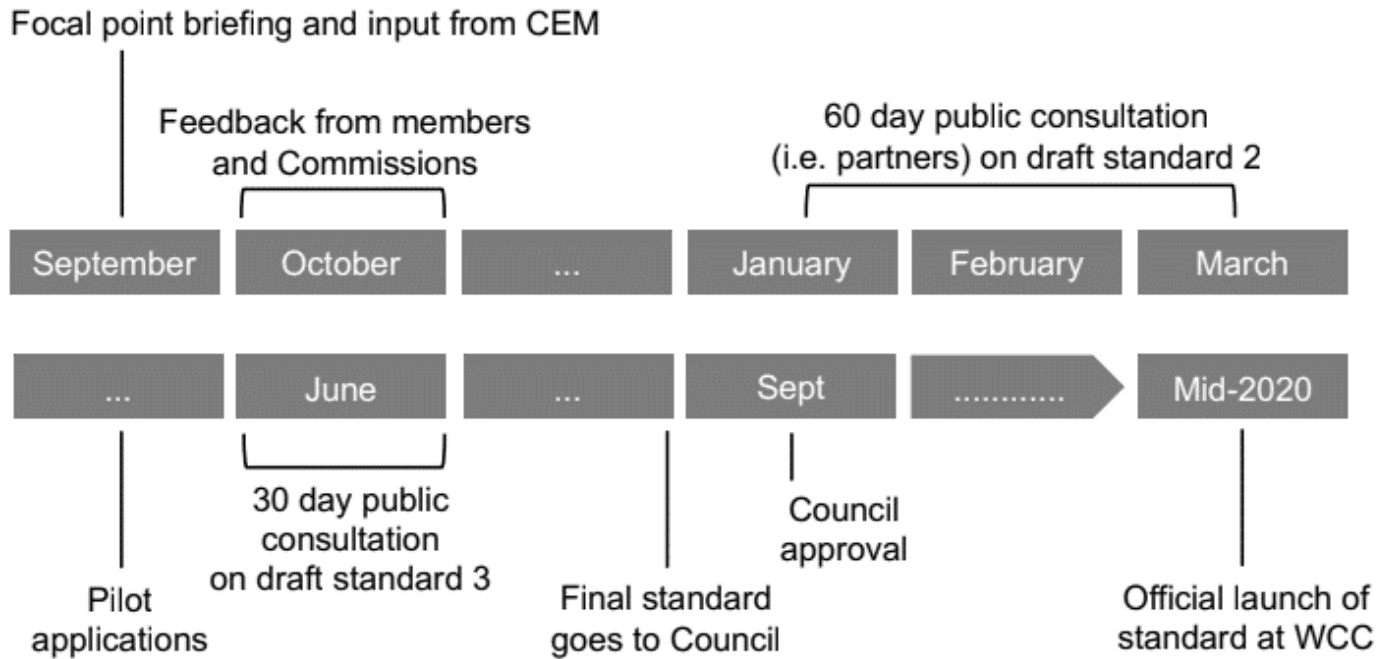 Focal point briefing and input from CEM
Feedback from members
and Commissions
60 day public consultation
(i.e. partners) on draft standard 2
September
October
...
January
February
March
...
June
...
Sept
............
Mid-2020
30 day public
consultation
on draft standard 3
Council
approval
Pilot
applications
Final standard
goes to Council
Official launch of
standard at WCC